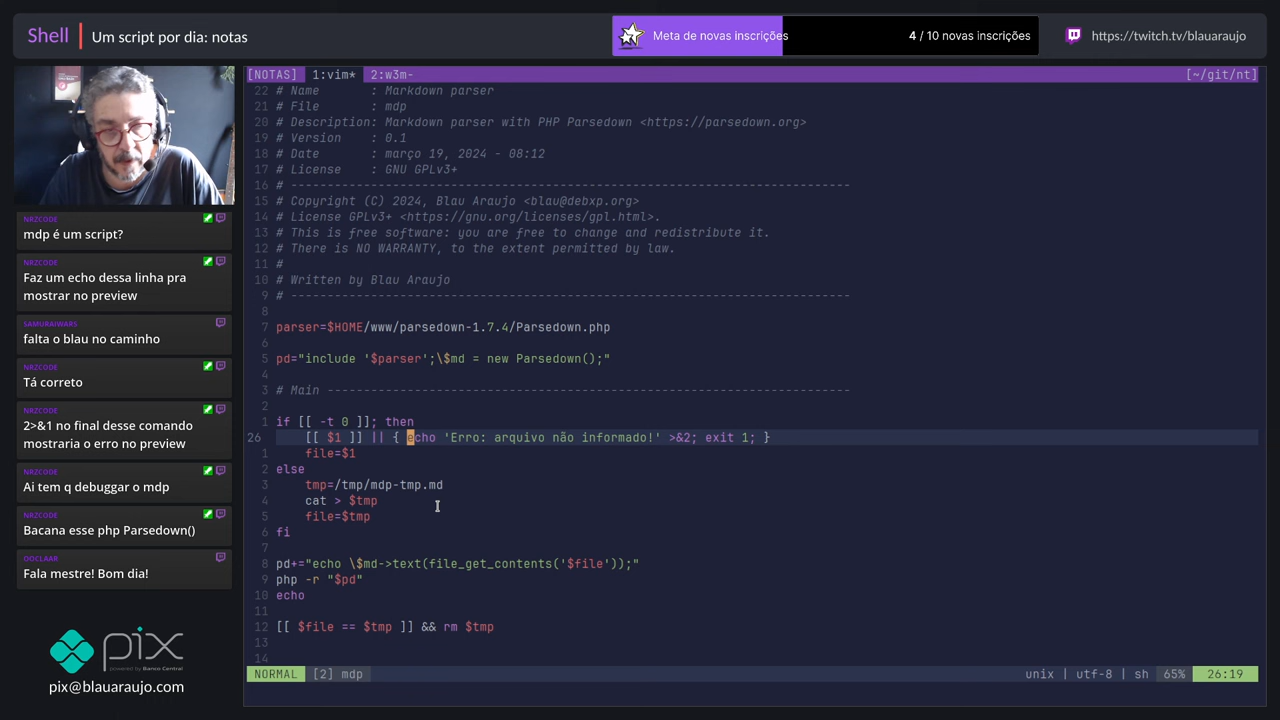 Shell
Um script por dia: notas
Meta de novas inscrições
4 / 10 novas inscrições
https://twitch.tv/blauaraujo
NRZCODE
mdp é um script?
NRZCODE
Faz um echo dessa linha pra
mostrar no preview
SAMURAIWARS
falta o blau no caminho
NRZCODE
Tá correto
NRZCODE
2>&1 no final desse comando
mostraria o erro no preview
NRZCODE
Ai tem q debuggar o mdp
NRZCODE
Bacana esse php Parsedown()
OOCLAAR
Fala mestre! Bom dia!
pix
powered by Banco Central
pix@blauaraujo.com
[NOTAS] 1:vim* 2:w3m- [~/git/nt]
22 # Name : Markdown parser
21 # File : mdp
20 # Description: Markdown parser with PHP Parsedown <https://parsedown.org>
19 # Version : 0.1
18 # Date : março 19, 2024 - 08:12
17 # License : GNU GPLv3+
16 # ------------------------------------------------------------------------------
15 # Copyright (C) 2024, Blau Araujo <blau@debxp.org>
14 # License GPLv3+ <https://gnu.org/licenses/gpl.html>.
13 # This is free software: you are free to change and redistribute it.
12 # There is NO WARRANTY, to the extent permitted by law.
11 #
10 # Written by Blau Araujo
9 # ------------------------------------------------------------------------------
8
7 parser=$HOME/www/parsedown-1.7.4/Parsedown.php
6
5 pd="include '$parser';\$md = new Parsedown();"
4
3 # Main -------------------------------------------------------------------------
2
1 if [[ -t 0 ]]; then
26 [[ $1 ]] || { echo 'Erro: arquivo não informado!' >&2; exit 1; }
1 file=$1
2 else
3 tmp=/tmp/mdp-tmp.md
4 cat > $tmp
5 file=$tmp
6 fi
7
8 pd+="echo \$md->text(file_get_contents('$file'));"
9 php -r "$pd"
10 echo
11
12 [[ $file == $tmp ]] && rm $tmp
13
14
NORMAL [2] mdp unix | utf-8 | sh 65% 26:19